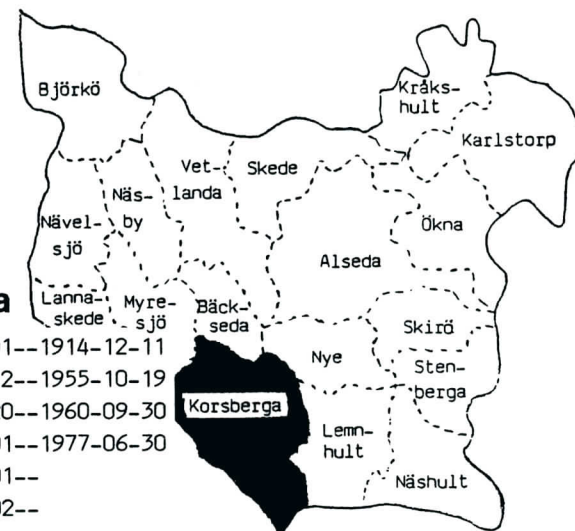 Björkö
Kråks-
hult
Karlstorp
Vet-
landa
Skede
Näs-
by
Ökna
Nävel-
sjö
Alseda
Lanna-
skede
Myre-
sjö
Bäck-
seda
Skirö
Nye
Sten-
berga
Korsberga
Lemn-
hult
Näshult
a
01--1914-12-11
2--1955-10-19
20--1960-09-30
01--1977-06-30
01--
02--